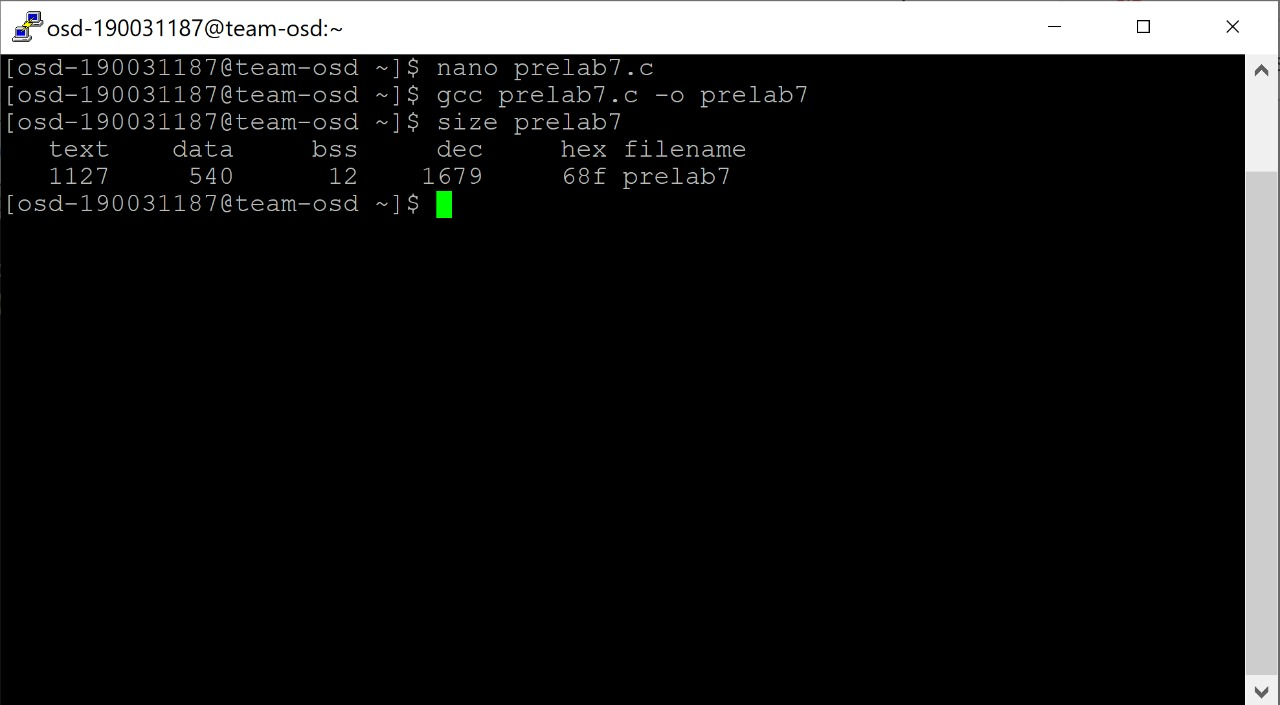 osd-190031187@team-osd:~
[osd-190031187@team-osd ~]$ nano prelab7.c
[osd-190031187@team-osd ~]$ gcc prelab7.c -o prelab7
[osd-190031187@team-osd ~]$ size prelab7
   text    data     bss     dec     hex filename
   1127     540      12    1679     68f prelab7
[osd-190031187@team-osd ~]$